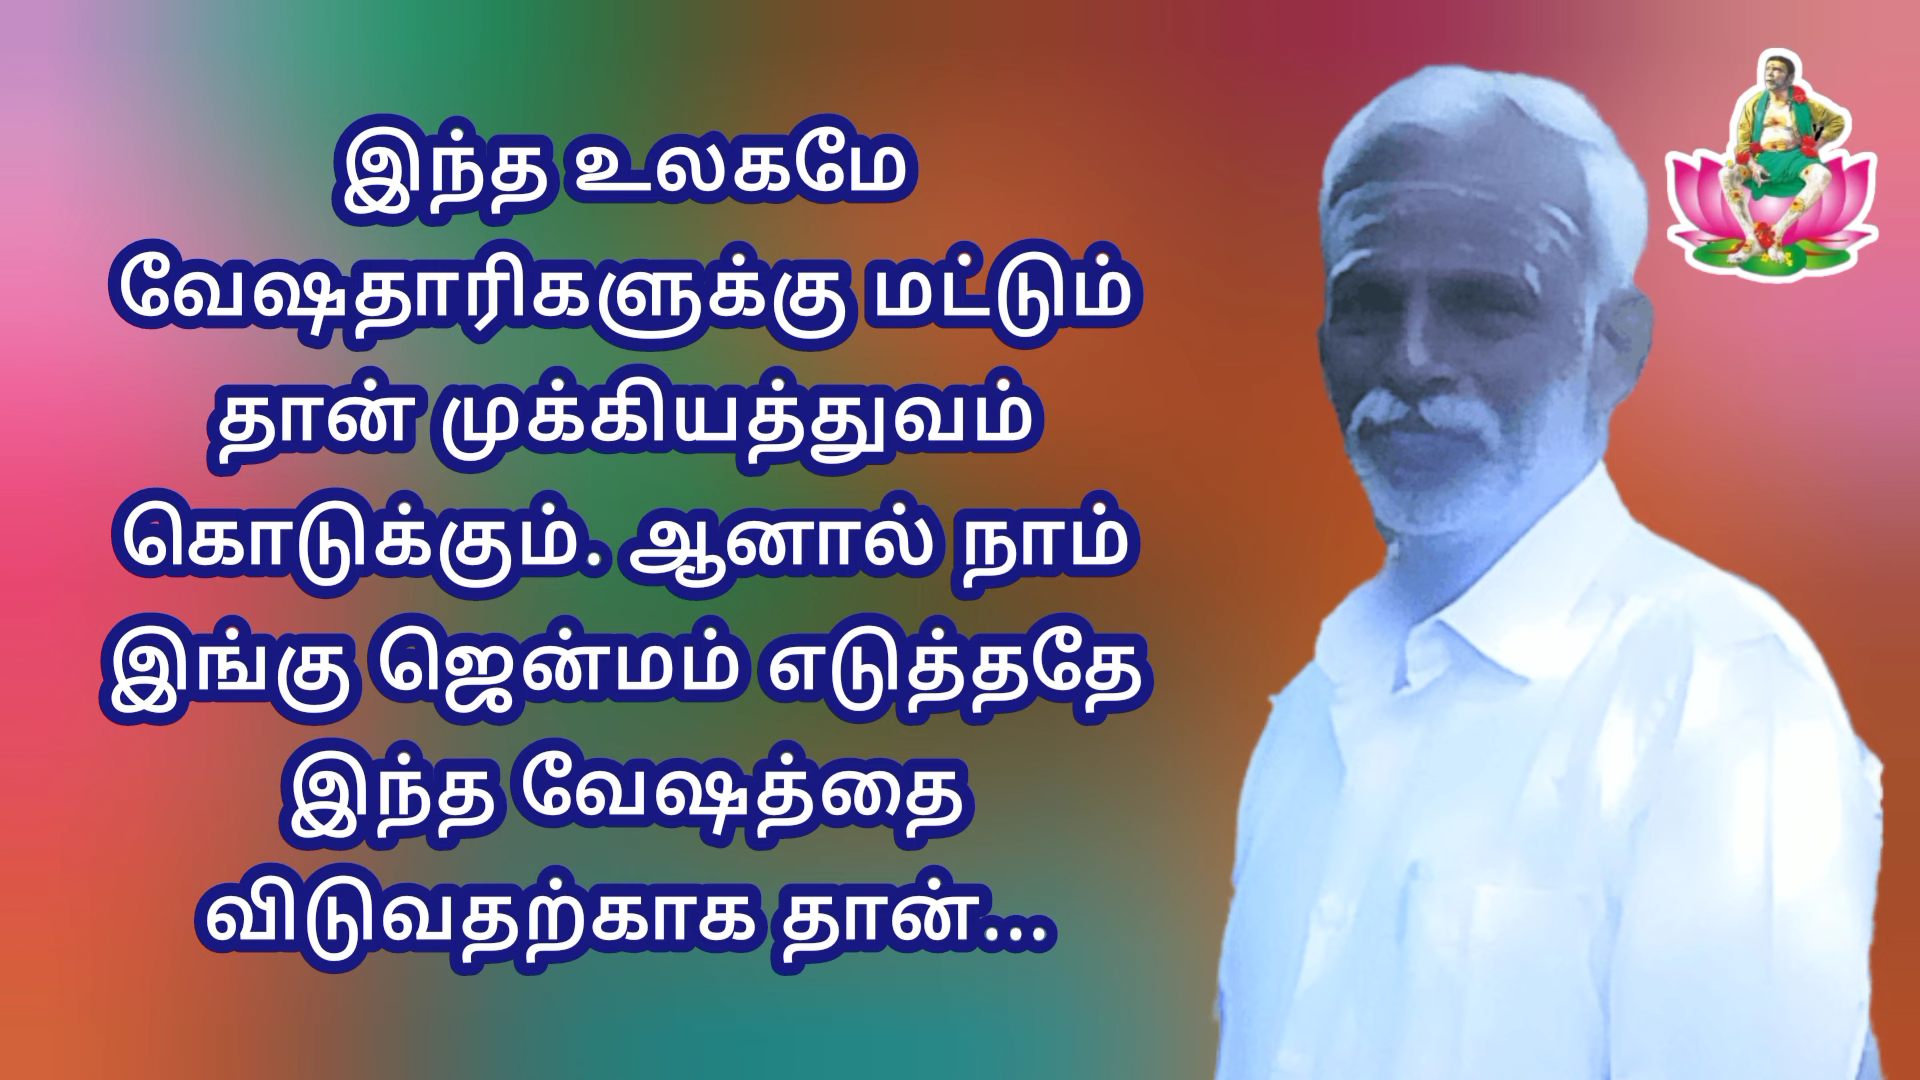 இந்த உலகமே
வேஷதாரிகளுக்கு மட்டும்
தான் முக்கியத்துவம்
கொடுக்கும். ஆனால் நாம்
இங்கு ஜென்மம் எடுத்ததே
இந்த வேஷத்தை
விடுவதற்காக தான்...